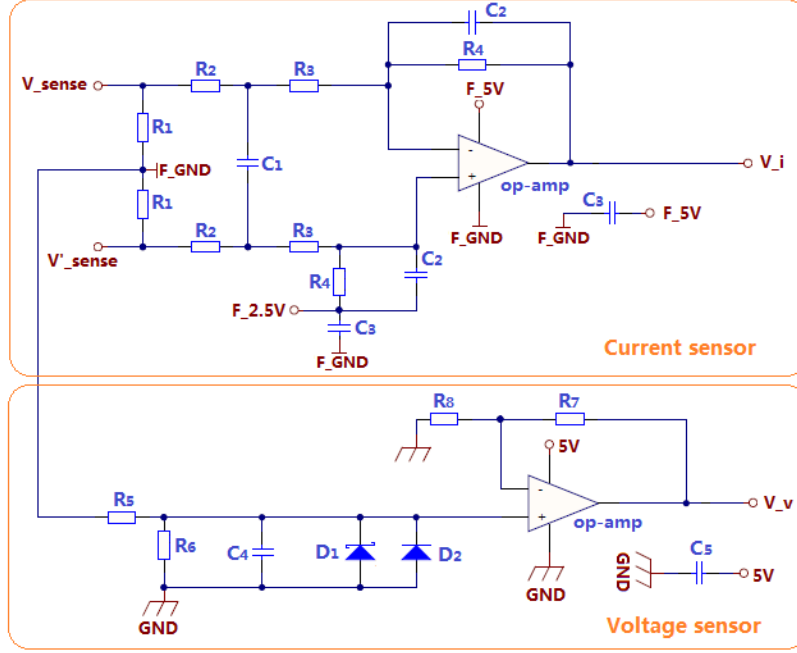 C2
R4
R2
R3
V_sense
F_5V
R1
C1
-
+
F_GND
V_i
op-amp
R1
C3
F_5V
R2
R3
F_GND
F_GND
V'_sense
C2
R4
F_2.5V
C3
F_GND
Current sensor
R8
R7
5V
R5
-
+
V_v
op-amp
R6
C4
D1
D2
GND
C5
5V
GND
GND
Voltage sensor